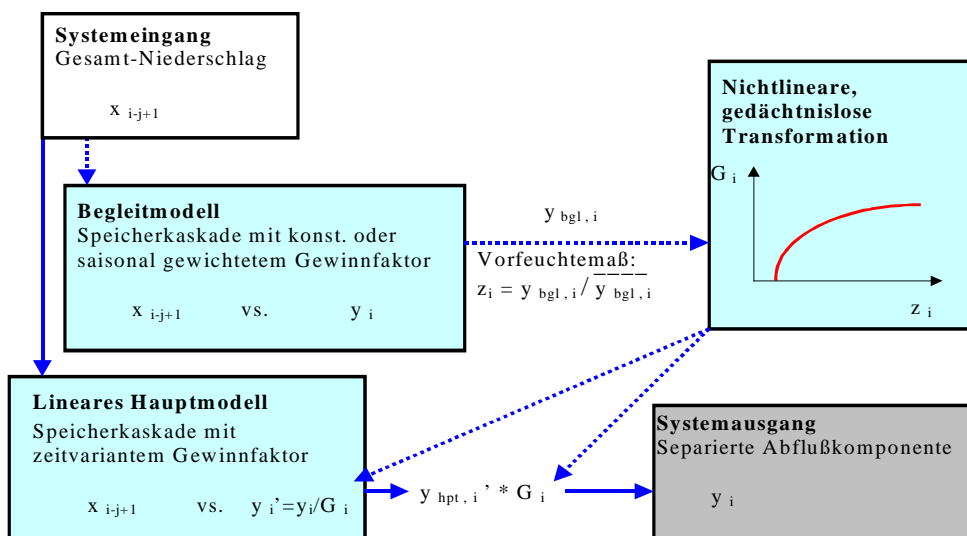 Systemeingang
Gesamt-Niederschlag
x i-j+1
Nichtlineare,
gedächtnislose
Transformation
G i
z i
Begleitmodell
Speicherkaskade mit konst. oder
saisonal gewichtetem Gewinnfaktor
x i-j+1 vs. y i
y bgl, i
Vorfeuchtemaß:
z i = y bgl, i / y bgl, i
Lineares Hauptmodell
Speicherkaskade mit
zeitvariantem Gewinnfaktor
x i-j+1 vs. y i'=y i/G i
y hpt, i ' * G i
Systemausgang
Separierte Abflußkomponente
y i